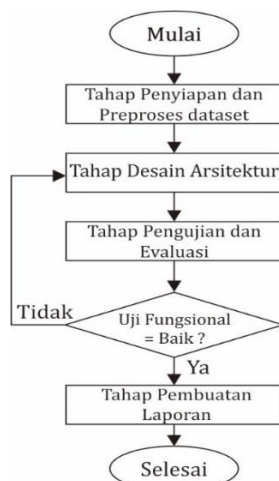 Mulai
Tahap Penyiapan dan
Preproses dataset
Tahap Desain Arsitektur
Tahap Pengujian dan
Evaluasi
Tidak
Uji Fungsional
= Baik ?
Ya
Tahap Pembuatan
Laporan
Selesai